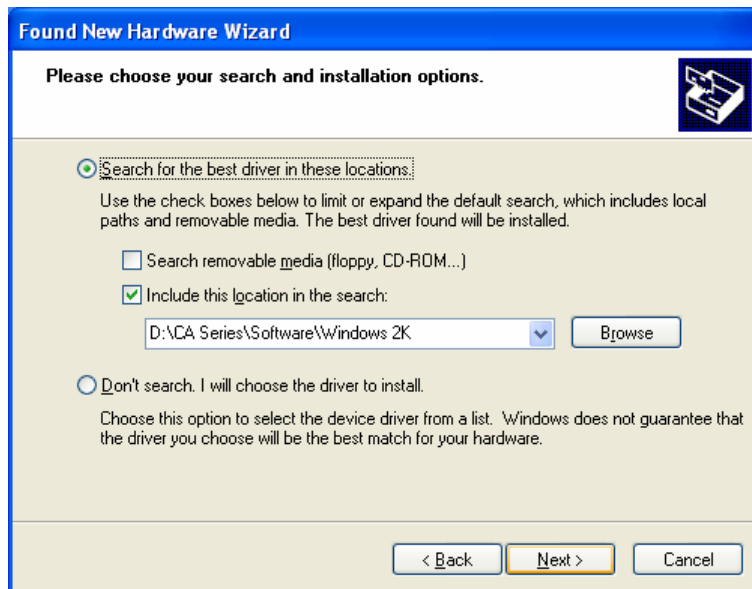 Found New Hardware Wizard
Please choose your search and installation options.
Search for the best driver in these locations.
Use the check boxes below to limit or expand the default search, which includes local
paths and removable media. The best driver found will be installed.
Search removable media (floppy, CD-ROM...)
Include this location in the search:
D:\CA Series\Software\Windows 2K
Browse
Don't search. I will choose the driver to install.
Choose this option to select the device driver from a list. Windows does not guarantee that
the driver you choose will be the best match for your hardware.
< Back
Next >
Cancel